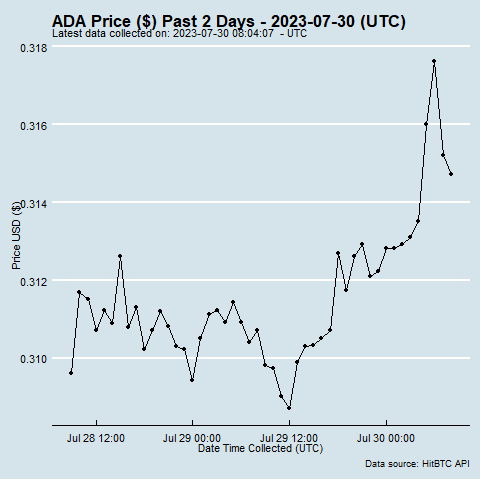 ADA Price ($) Past 2 Days - 2023-07-30 (UTC)
Latest data collected on: 2023-07-30 08:04:07 - UTC
0.318
0.316
0.314
0.312
0.310
Price USD ($)
Jul 28 12:00 Jul 29 00:00 Jul 29 12:00 Jul 30 00:00
Date Time Collected (UTC)
Data source: HitBTC API